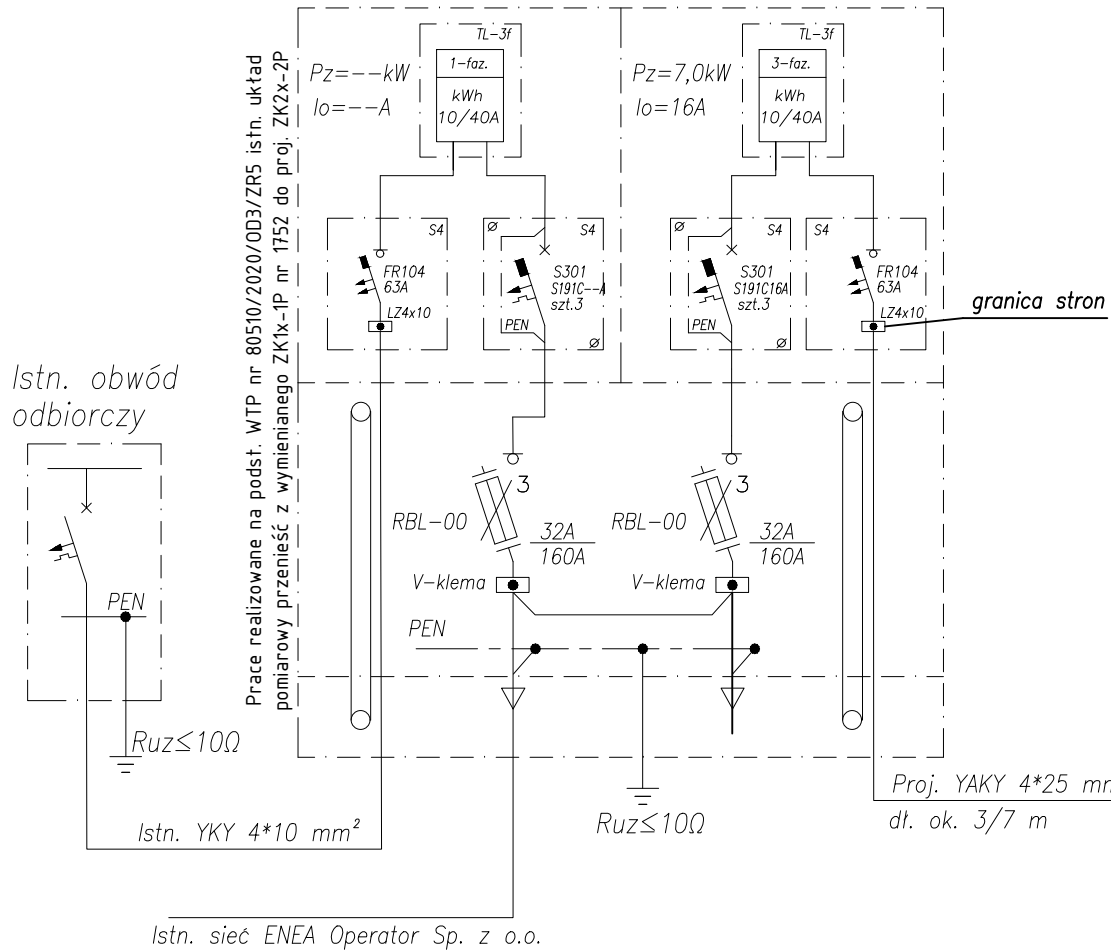 Prace realizowane na podst. WTP nr 80510/2020/OD3/ZR5 istn. układ
pomiarowy przenieść z wymienianego ZK1x-1P nr 1752 do proj. ZK2x-2P
TL-3f
Pz=--kW
Io=--A
1-faz.
kWh
10/40A
TL-3f
Pz=7,0kW
Io=16A
3-faz.
kWh
10/40A
S4
FR104
63A
LZ4x10
S4
S301
S191C--A
szt.3
PEN
S4
S301
S191C16A
szt.3
PEN
S4
FR104
63A
LZ4x10
granica stron
Istn. obwód
odbiorczy
PEN
Ruz≤10Ω
RBL-00
3
32A
160A
V-klema
RBL-00
3
32A
160A
V-klema
PEN
Ruz≤10Ω
Istn. YKY 4*10 mm²
Proj. YAKY 4*25
dł. ok. 3/7 m
Istn. sieć ENEA Operator Sp. z o.o.